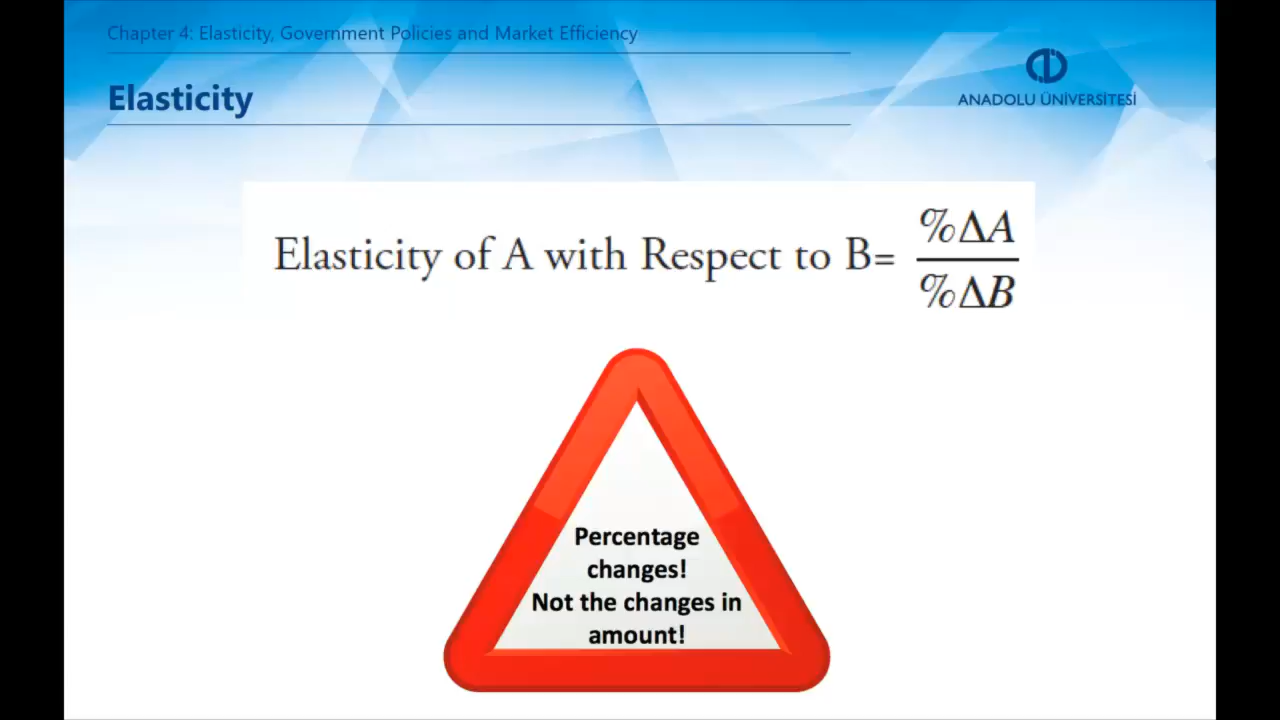 Chapter 4: Elasticity, Government Policies and Market Efficiency
Elasticity
ANADOLU ÜNİVERSİTESİ
Elasticity of A with Respect to B= %ΔA / %ΔB
Percentage
changes!
Not the changes in
amount!